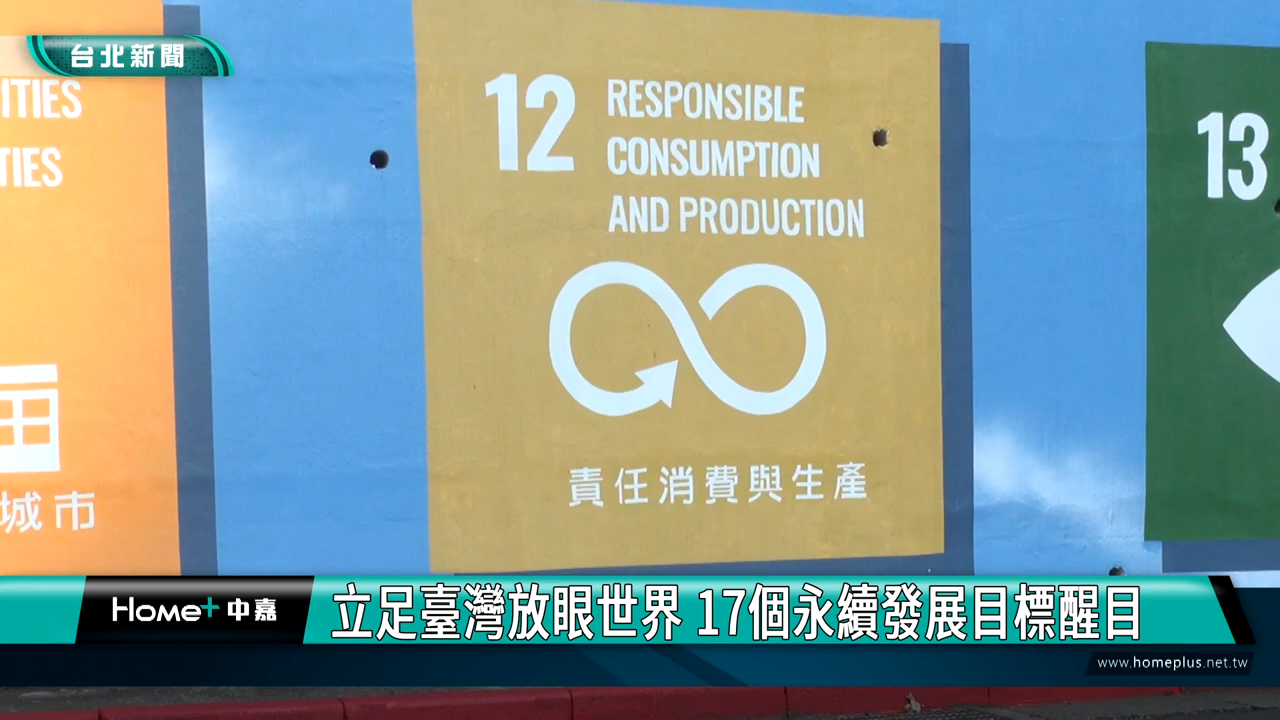 台北新聞
ITIES
TIES
城市
12
RESPONSIBLE
CONSUMPTION
AND PRODUCTION
責任消費與生產
13
Home+ 中嘉
立足臺灣放眼世界 17個永續發展目標醒目
www.homeplus.net.tw